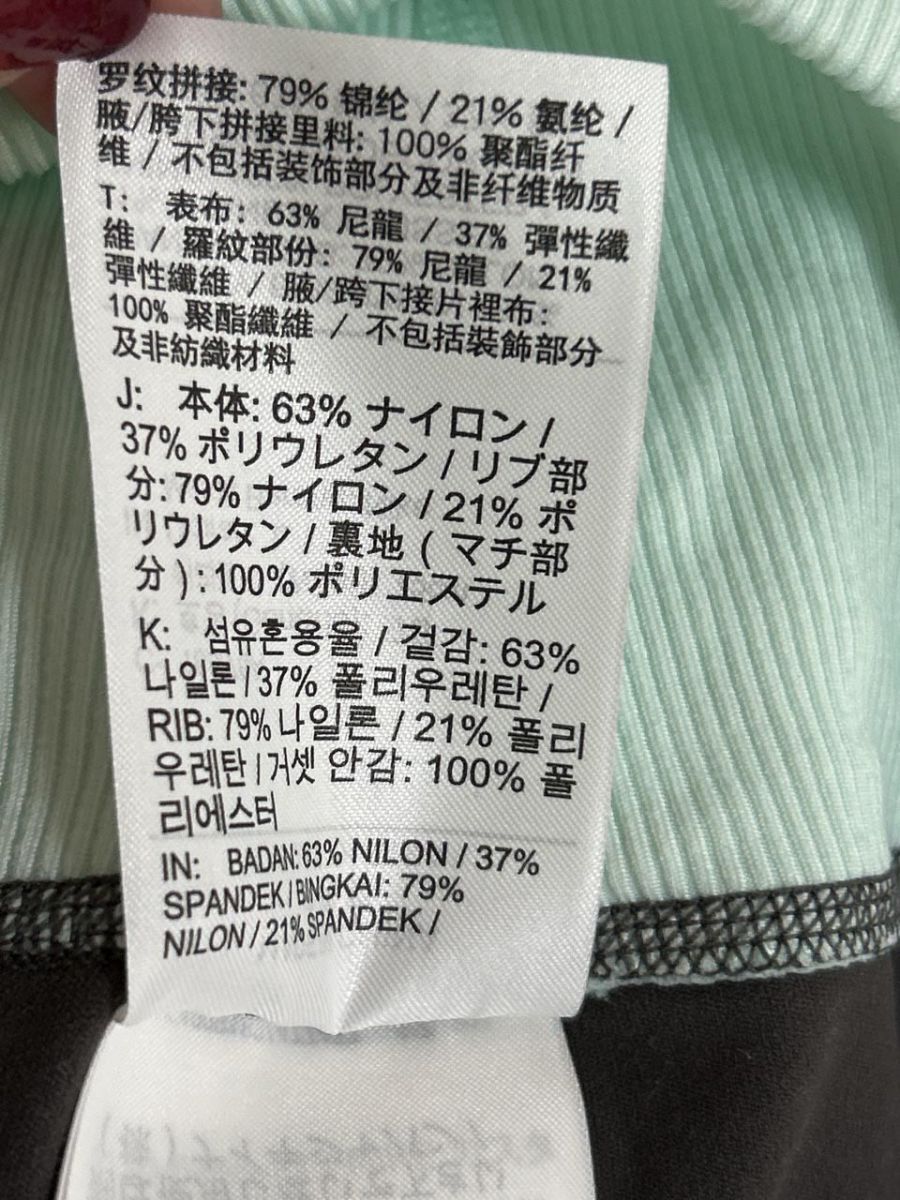 罗纹拼接: 79% 锦纶 / 21% 氨纶 /
腋/胯下拼接里料: 100% 聚酯纤
维 / 不包括装饰部分及非纤维物质
T: 表布: 63% 尼龍 / 37% 彈性纖
維 / 羅紋部份: 79% 尼龍 / 21%
彈性纖維 / 腋/跨下接片裡布:
100% 聚酯纖維 / 不包括裝飾部分
及非紡織材料
J: 本体: 63% ナイロン /
37% ポリウレタン / リブ部
分: 79% ナイロン / 21% ポ
リウレタン / 裏地 ( マチ部
分 ) : 100% ポリエステル
K: 섬유혼용율 / 겉감: 63%
나일론 / 37% 폴리우레탄 /
RIB: 79% 나일론 / 21% 폴리
우레탄 / 거셋 안감: 100% 폴
리에스터
IN: BADAN: 63% NILON / 37%
SPANDEK / BINGKAI: 79%
NILON / 21% SPANDEK /